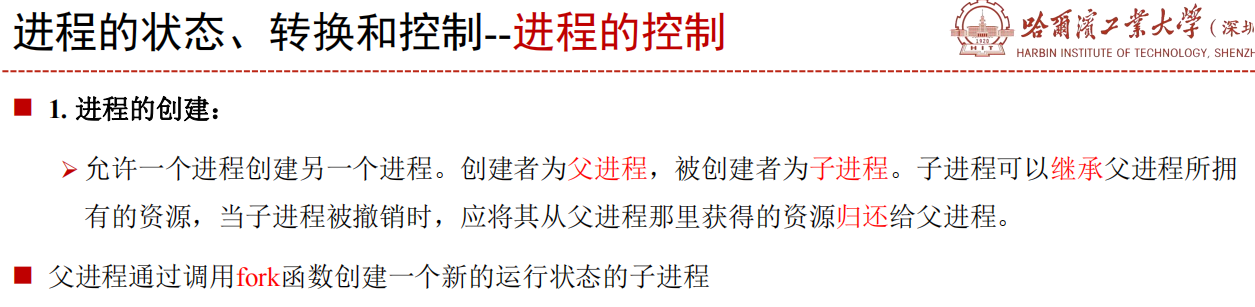 进程的状态、转换和控制--进程的控制
哈尔滨工业大学(深圳
HARBIN INSTITUTE OF TECHNOLOGY, SHENZH
1920
HIT
1. 进程的创建：
允许一个进程创建另一个进程。创建者为父进程，被创建者为子进程。子进程可以继承父进程所拥
有的资源，当子进程被撤销时，应将其从父进程那里获得的资源归还给父进程。
父进程通过调用fork函数创建一个新的运行状态的子进程